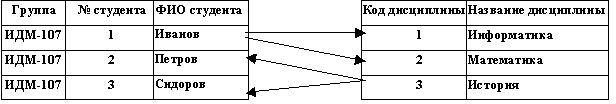 Группа № студента ФИО студента Код дисциплины Название дисциплины
ИДМ-107 1 Иванов 1 Информатика
ИДМ-107 2 Петров 2 Математика
ИДМ-107 3 Сидоров 3 История